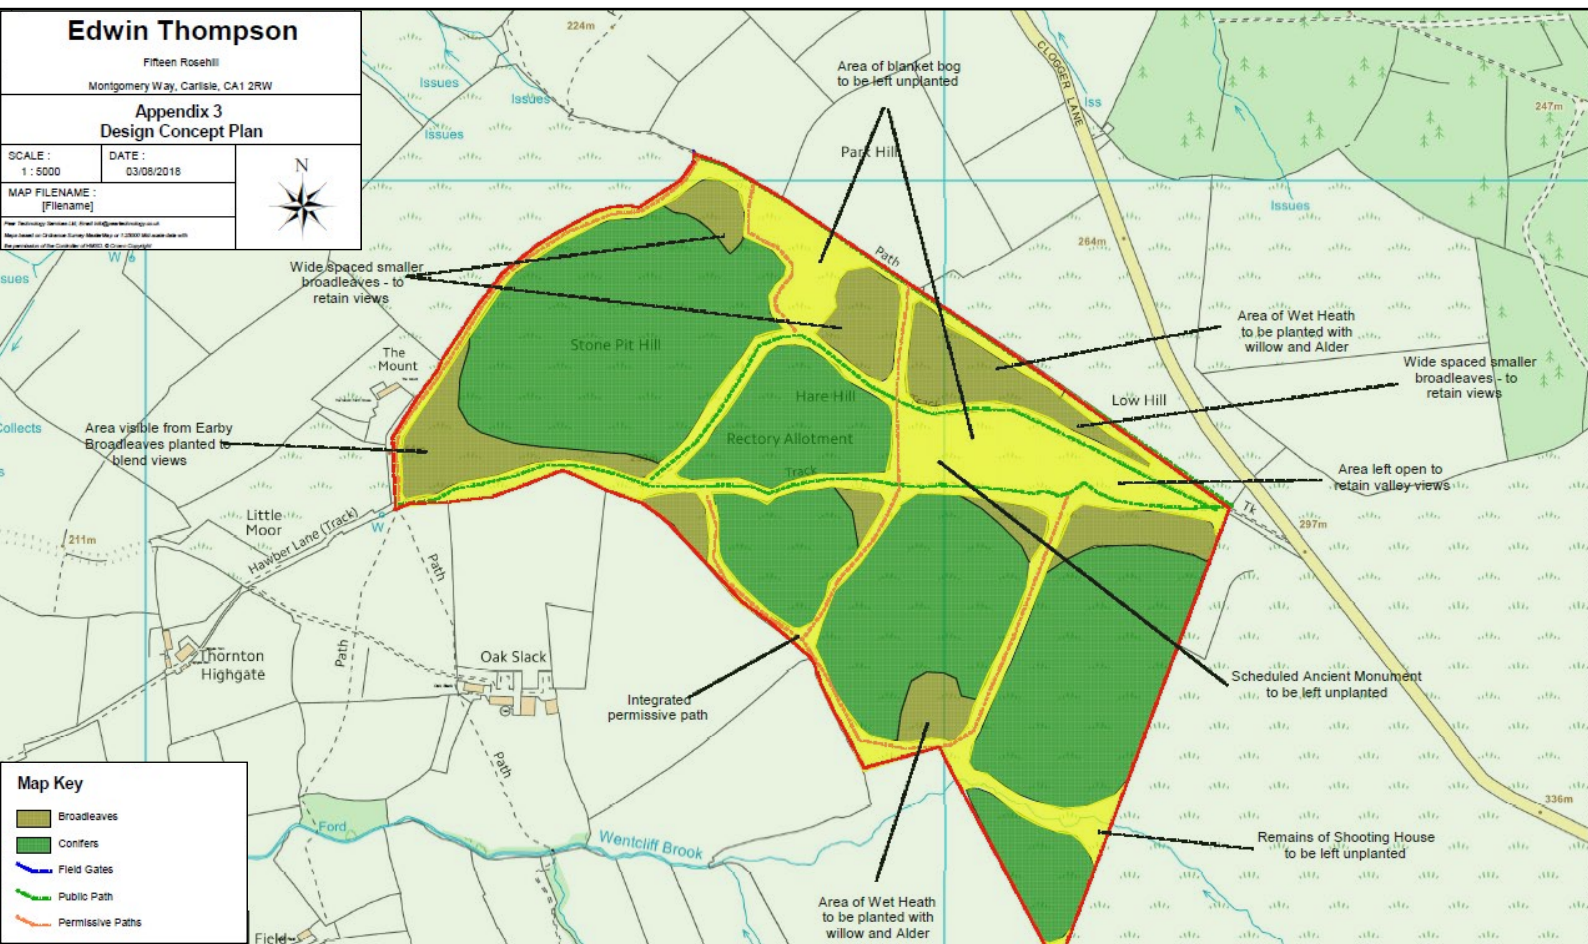 Edwin Thompson
Fifteen Rosehill
Montgomery Way, Carlisle, CA1 2RW
Appendix 3
Design Concept Plan
SCALE :
1 : 5000
DATE :
03/08/2018
MAP FILENAME :
[Filename]
N
224m
Issues
Issues
Issues
Area of blanket bog
to be left unplanted
CLOGGER LANE
Iss
247m
Park Hill
Issues
264m
Path
W
Wide spaced smaller
broadleaves - to
retain views
Stone Pit Hill
Area of Wet Heath
to be planted with
willow and Alder
The
Mount
Wide spaced smaller
broadleaves - to
retain views
Hare Hill
Track
Low Hill
Area visible from Earby
Broadleaves planted to
blend views
Rectory Allotment
Track
Area left open to
retain valley views
Little
Moor
W
Tk
297m
211m
Hawber Lane (Track)
Path
Path
Thornton
Highgate
Oak Slack
Integrated
permissive path
Scheduled Ancient Monument
to be left unplanted
Path
336m
Map Key
Broadleaves
Conifers
Field Gates
Public Path
Permissive Paths
Ford
Wentcliff Brook
Remains of Shooting House
to be left unplanted
Area of Wet Heath
to be planted with
willow and Alder
Field